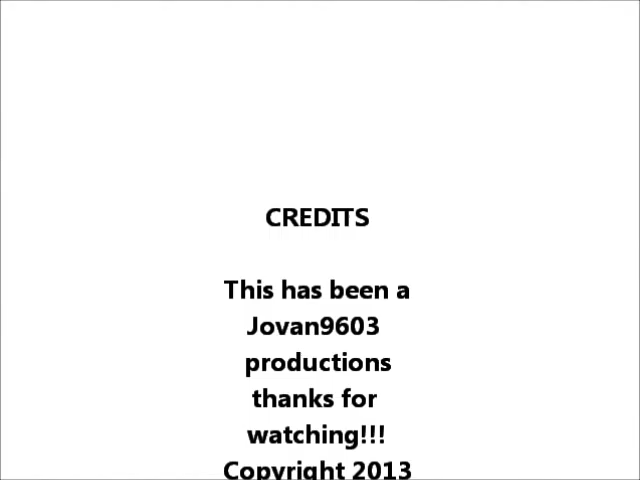 CREDITS
This has been a
Jovan9603
productions
thanks for
watching!!!
Copyright 2013